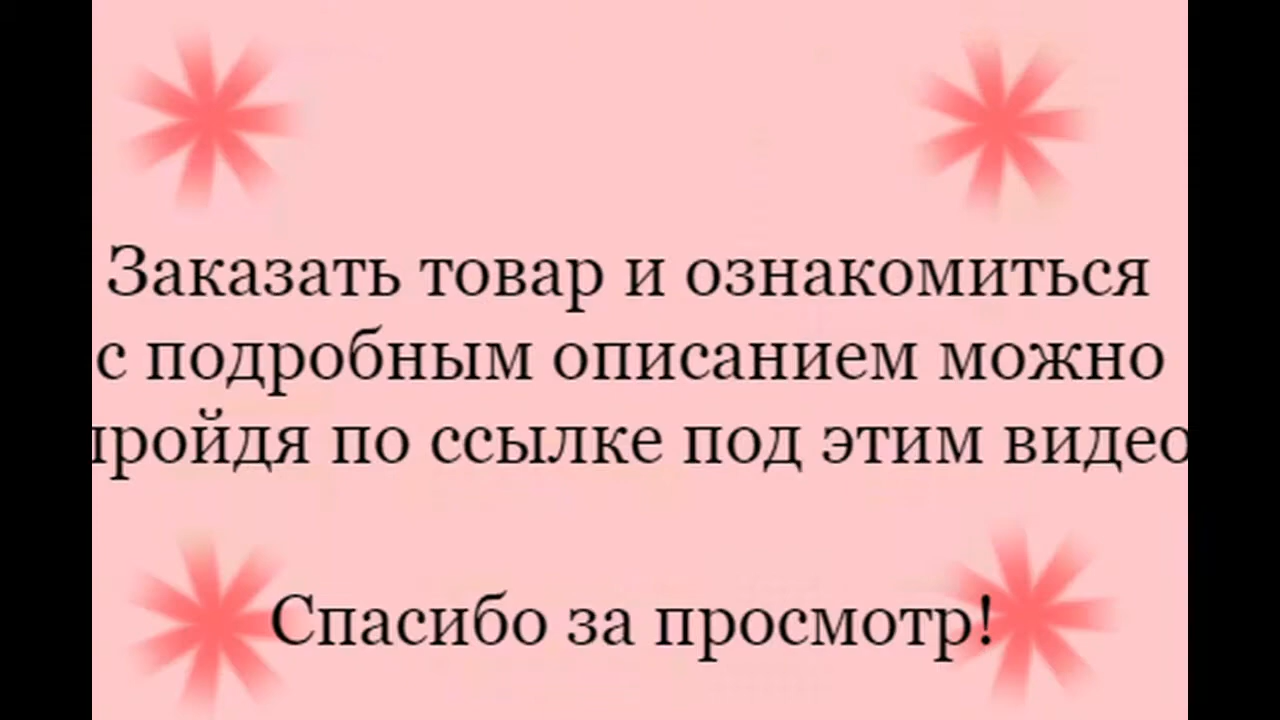 Заказать товар и ознакомиться
с подробным описанием можно
пройдя по ссылке под этим видео
Спасибо за просмотр!